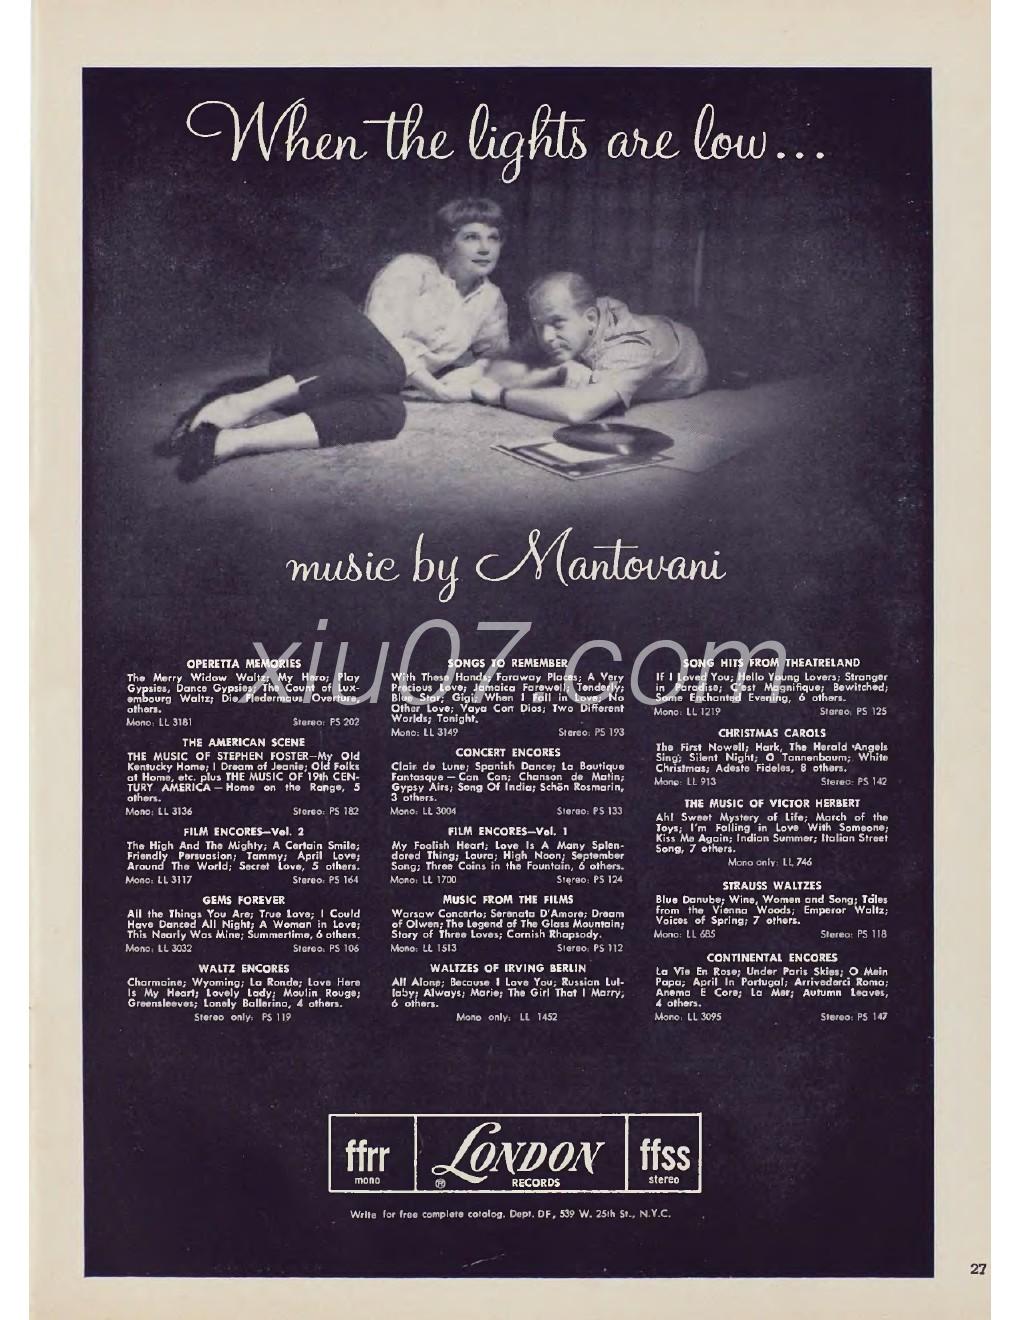 When the lights are low...
music by Mantovani
xiu07.com
OPERETTA MEMORIES
The Merry Widow Waltz; My Hero; Play
Gypsies, Dance Gypsies; The Count of Lux-
embourg Waltz; Die Fledermaus Overture,
others.
Mono: LL 3181 Stereo: PS 202
THE AMERICAN SCENE
THE MUSIC OF STEPHEN FOSTER—My Old
Kentucky Home; I Dream of Jeanie; Old Folks
at Home, etc. plus THE MUSIC OF 19th CEN-
TURY AMERICA — Home on the Range, 5
others.
Mono: LL 3136 Stereo: PS 182
FILM ENCORES—Vol. 2
The High And The Mighty; A Certain Smile;
Friendly Persuasion; Tammy; April Love;
Around The World; Secret Love, 5 others.
Mono: LL 3117 Stereo: PS 164
GEMS FOREVER
All the Things You Are; True Love; I Could
Have Danced All Night; A Woman in Love;
This Nearly Was Mine; Summertime, 6 others.
Mono: LL 3032 Stereo: PS 106
WALTZ ENCORES
Charmaine; Wyoming; La Ronde; Love Here
Is My Heart; Lovely Lady; Moulin Rouge;
Greensleeves; Lonely Ballerina, 4 others.
Stereo only: PS 119
SONGS TO REMEMBER
With These Hands; Faraway Places; A Very
Precious Love; Jamaica Farewell; Tenderly;
Blue Star; Gigi; When I Fall in Love; No
Other Love; Vaya Con Dios; Two Different
Worlds; Tonight.
Mono: LL 3149 Stereo: PS 193
CONCERT ENCORES
Clair de Lune; Spanish Dance; La Boutique
Fantasque — Can Can; Chanson de Matin;
Gypsy Airs; Song Of India; Schön Rosmarin,
3 others.
Mono: LL 3004 Stereo: PS 133
FILM ENCORES—Vol. 1
My Foolish Heart; Love Is A Many Splen-
dored Thing; Laura; High Noon; September
Song; Three Coins in the Fountain, 6 others.
Mono: LL 1700 Stereo: PS 124
MUSIC FROM THE FILMS
Warsaw Concerto; Serenata D'Amore; Dream
of Olwen; The Legend of The Glass Mountain;
Story of Three Loves; Cornish Rhapsody.
Mono: LL 1513 Stereo: PS 112
WALTZES OF IRVING BERLIN
All Alone; Because I Love You; Russian Lul-
laby; Always; Marie; The Girl That I Marry,
6 others.
Mono only: LL 1452
SONG HITS FROM THEATRELAND
If I Loved You; Hello Young Lovers; Stranger
in Paradise; C'est Magnifique; Bewitched;
Some Enchanted Evening, 6 others.
Mono: LL 1219 Stereo: PS 125
CHRISTMAS CAROLS
The First Nowell; Hark, The Herald Angels
Sing; Silent Night; O Tannenbaum; White
Christmas; Adeste Fideles, 8 others.
Mono: LL 913 Stereo: PS 142
THE MUSIC OF VICTOR HERBERT
Ah! Sweet Mystery of Life; March of the
Toys; I'm Falling in Love With Someone;
Kiss Me Again; Indian Summer; Italian Street
Song, 7 others.
Mono only: LL 746
STRAUSS WALTZES
Blue Danube; Wine, Women and Song; Tales
from the Vienna Woods; Emperor Waltz;
Voices of Spring; 7 others.
Mono: LL 685 Stereo: PS 118
CONTINENTAL ENCORES
La Vie En Rose; Under Paris Skies; O Mein
Papa; April In Portugal; Arrivederci Roma;
Anema E Core; La Mer; Autumn Leaves,
4 others.
Mono: LL 3095 Stereo: PS 147
ffrr
mono
LONDON
® RECORDS
ffss
stereo
Write for free complete catalog. Dept. DF, 539 W. 25th St., N.Y.C.
27